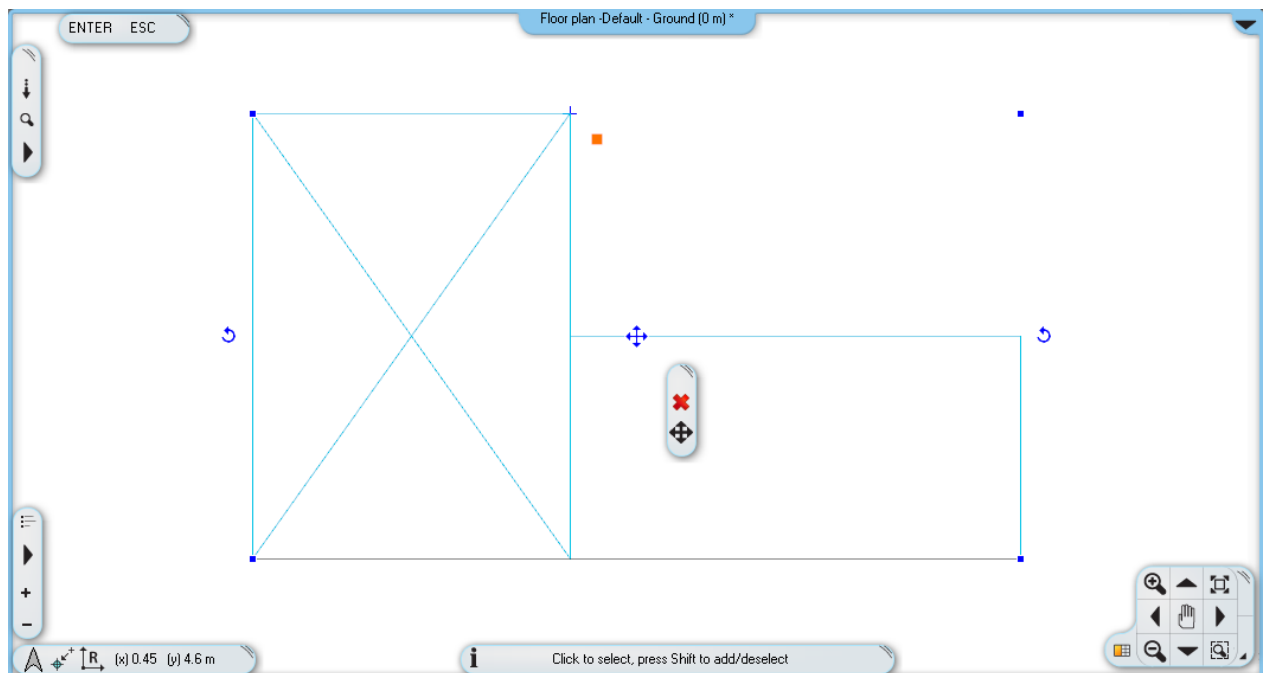 Floor plan -Default - Ground (0 m) *
ENTER ESC
R (x) 0.45 (y) 4.6 m
i Click to select, press Shift to add/deselect